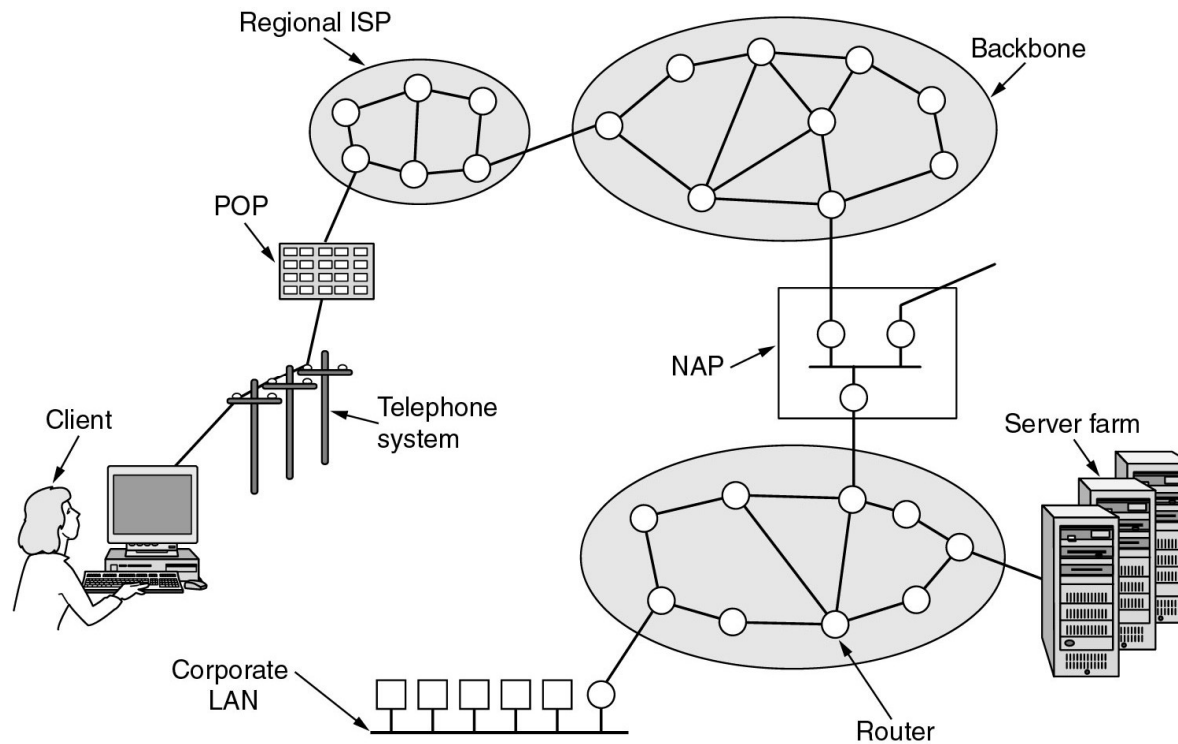 Regional ISP
Backbone
POP
NAP
Telephone
system
Client
Server farm
Corporate
LAN
Router